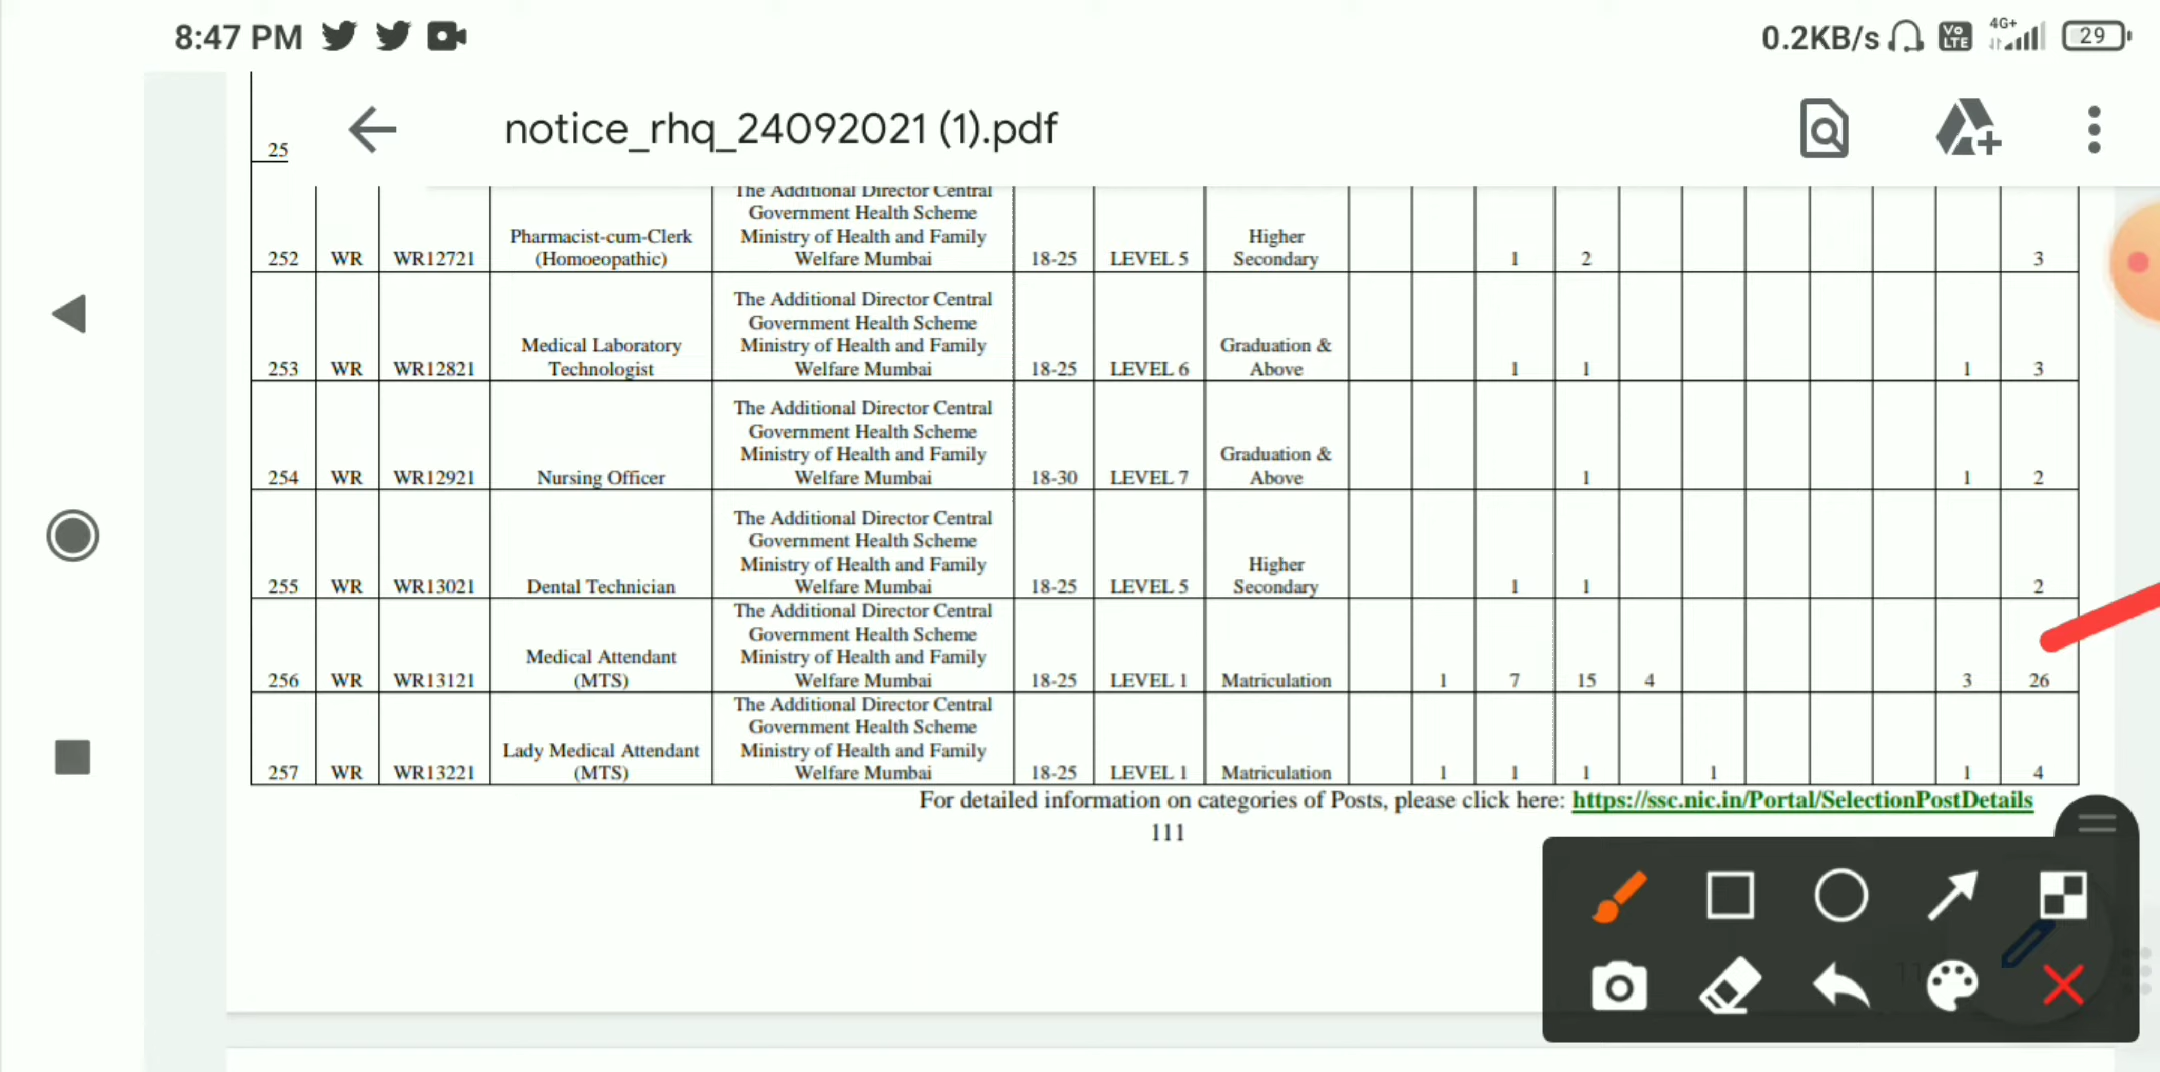 8:47 PM 0.2KB/s Vo LTE 4G+ 29
notice_rhq_24092021 (1).pdf
25
The Additional Director Central
Government Health Scheme
Pharmacist-cum-Clerk Ministry of Health and Family Higher
252 WR WR12721 (Homoeopathic) Welfare Mumbai 18-25 LEVEL 5 Secondary 1 2 3
The Additional Director Central
Government Health Scheme
Medical Laboratory Ministry of Health and Family Graduation &
253 WR WR12821 Technologist Welfare Mumbai 18-25 LEVEL 6 Above 1 1 1 3
The Additional Director Central
Government Health Scheme
Ministry of Health and Family Graduation &
254 WR WR12921 Nursing Officer Welfare Mumbai 18-30 LEVEL 7 Above 1 1 2
The Additional Director Central
Government Health Scheme
Ministry of Health and Family Higher
255 WR WR13021 Dental Technician Welfare Mumbai 18-25 LEVEL 5 Secondary 1 1 2
The Additional Director Central
Government Health Scheme
Medical Attendant Ministry of Health and Family
256 WR WR13121 (MTS) Welfare Mumbai 18-25 LEVEL 1 Matriculation 1 7 15 4 3 26
The Additional Director Central
Government Health Scheme
Lady Medical Attendant Ministry of Health and Family
257 WR WR13221 (MTS) Welfare Mumbai 18-25 LEVEL 1 Matriculation 1 1 1 1 1 4
For detailed information on categories of Posts, please click here: https://ssc.nic.in/Portal/SelectionPostDetails
111